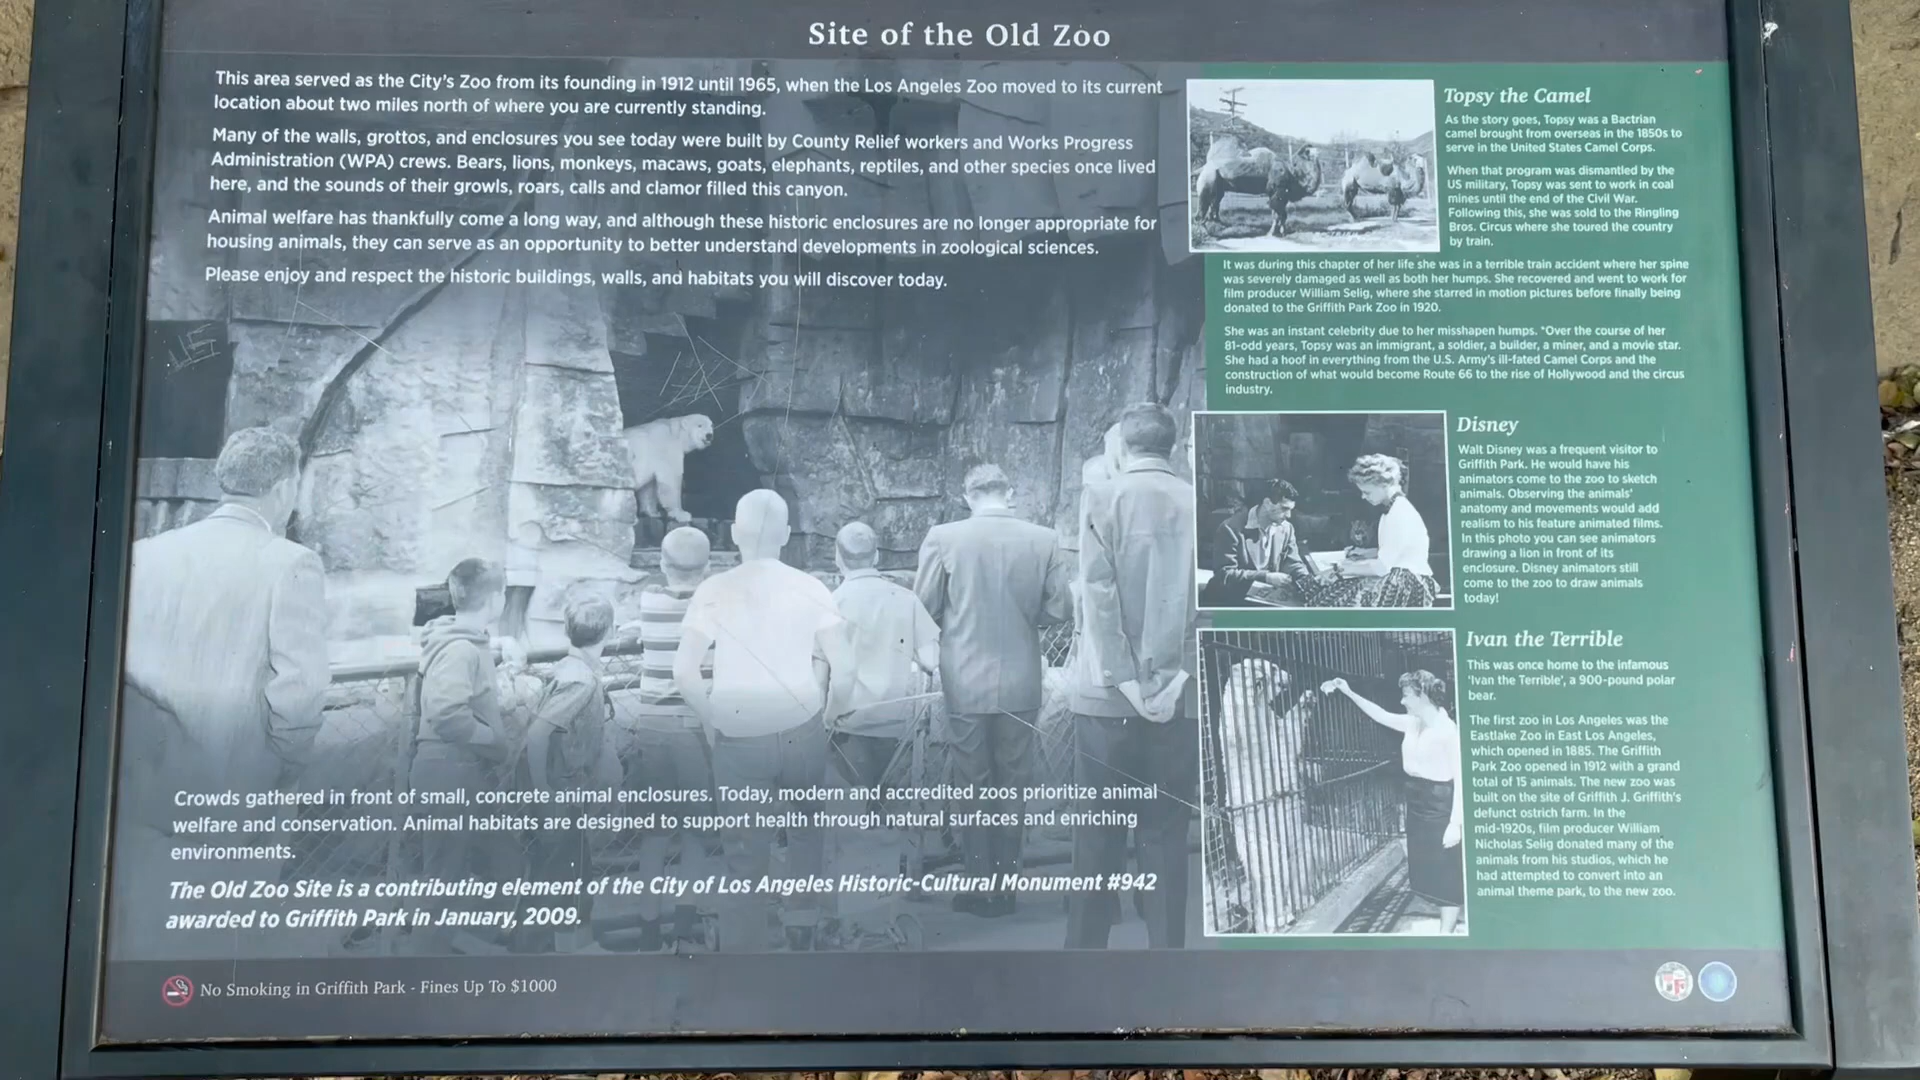 Site of the Old Zoo
This area served as the City's Zoo from its founding in 1912 until 1965, when the Los Angeles Zoo moved to its current
location about two miles north of where you are currently standing.
Many of the walls, grottos, and enclosures you see today were built by County Relief workers and Works Progress
Administration (WPA) crews. Bears, lions, monkeys, macaws, goats, elephants, reptiles, and other species once lived
here, and the sounds of their growls, roars, calls and clamor filled this canyon.
Animal welfare has thankfully come a long way, and although these historic enclosures are no longer appropriate for
housing animals, they can serve as an opportunity to better understand developments in zoological sciences.
Please enjoy and respect the historic buildings, walls, and habitats you will discover today.
Crowds gathered in front of small, concrete animal enclosures. Today, modern and accredited zoos prioritize animal
welfare and conservation. Animal habitats are designed to support health through natural surfaces and enriching
environments.
The Old Zoo Site is a contributing element of the City of Los Angeles Historic-Cultural Monument #942
awarded to Griffith Park in January, 2009.
Topsy the Camel
As the story goes, Topsy was a Bactrian
camel brought from overseas in the 1850s to
serve in the United States Camel Corps.
When that program was dismantled by the
US military, Topsy was sent to work in coal
mines until the end of the Civil War.
Following this, she was sold to the Ringling
Bros. Circus where she toured the country
by train.
It was during this chapter of her life she was in a terrible train accident where her spine
was severely damaged as well as both her humps. She recovered and went to work for
film producer William Selig, where she starred in motion pictures before finally being
donated to the Griffith Park Zoo in 1920.
She was an instant celebrity due to her misshapen humps. "Over the course of her
81-odd years, Topsy was an immigrant, a soldier, a builder, a miner, and a movie star.
She had a hoof in everything from the U.S. Army's ill-fated Camel Corps and the
construction of what would become Route 66 to the rise of Hollywood and the circus
industry.
Disney
Walt Disney was a frequent visitor to
Griffith Park. He would have his
animators come to the zoo to sketch
animals. Observing the animals'
anatomy and movements would add
realism to his feature animated films.
In this photo you can see animators
drawing a lion in front of its
enclosure. Disney animators still
come to the zoo to draw animals
today!
Ivan the Terrible
This was once home to the infamous
'Ivan the Terrible', a 900-pound polar
bear.
The first zoo in Los Angeles was the
Eastlake Zoo in East Los Angeles,
which opened in 1885. The Griffith
Park Zoo opened in 1912 with a grand
total of 15 animals. The new zoo was
built on the site of Griffith J. Griffith's
defunct ostrich farm. In the
mid-1920s, film producer William
Nicholas Selig donated many of the
animals from his studios, which he
had attempted to convert into an
animal theme park, to the new zoo.
No Smoking in Griffith Park - Fines Up To $1000